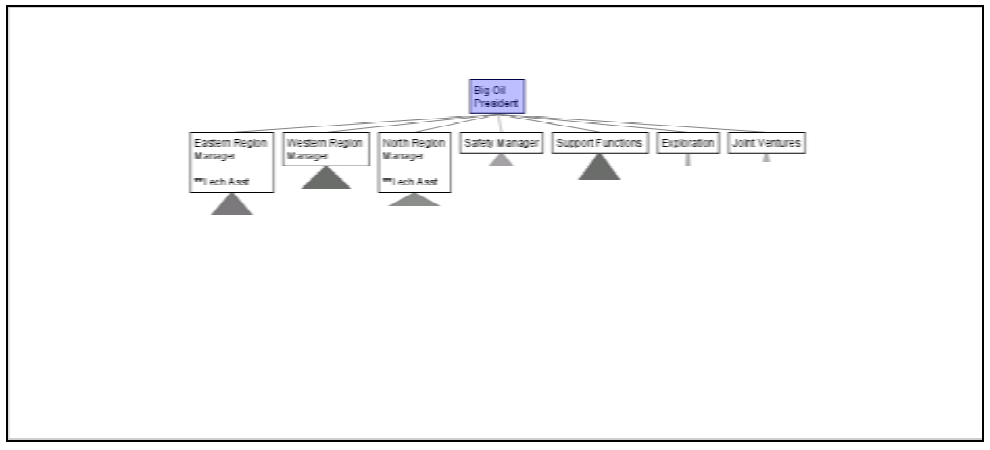 Big Oil
President
Eastern Region
Manager
**Tech Asst
Western Region
Manager
North Region
Manager
**Tech Asst
Safety Manager
Support Functions
Exploration
Joint Ventures